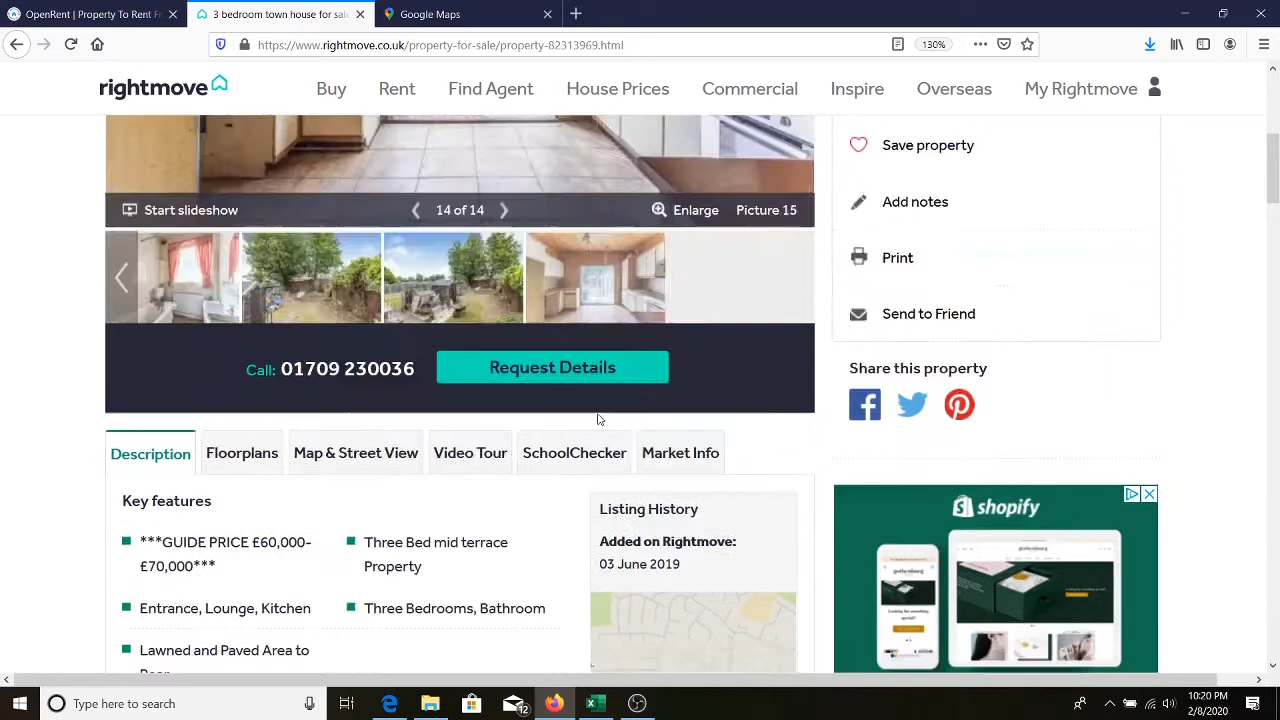 OpenRent | Property To Rent F
3 bedroom town house for sal
Google Maps
https://www.rightmove.co.uk/property-for-sale/property-82313969.html
130%
rightmove
Buy
Rent
Find Agent
House Prices
Commercial
Inspire
Overseas
My Rightmove
Save property
Add notes
Print
Send to Friend
Start slideshow
14 of 14
Enlarge
Picture 15
Call: 01709 230036
Request Details
Share this property
Description
Floorplans
Map & Street View
Video Tour
SchoolChecker
Market Info
Key features
***GUIDE PRICE £60,000-
£70,000***
Three Bed mid terrace
Property
Entrance, Lounge, Kitchen
Three Bedrooms, Bathroom
Lawned and Paved Area to
Listing History
Added on Rightmove:
03 June 2019
shopify
Type here to search
12
10:20 PM
2/8/2020